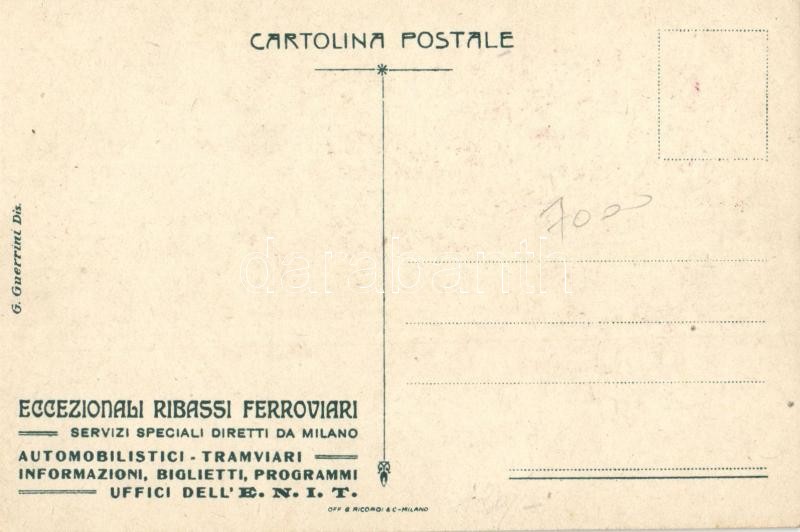 CARTOLINA POSTALE
7000
darabanth
G. Guerrini Dis.
ECCEZIONALI RIBASSI FERROVIARI
SERVIZI SPECIALI DIRETTI DA MILANO
AUTOMOBILISTICI - TRAMVIARI
INFORMAZIONI, BIGLIETTI, PROGRAMMI
UFFICI DELL'E. N. I. T.
OFF. G. RICORDI & C - MILANO